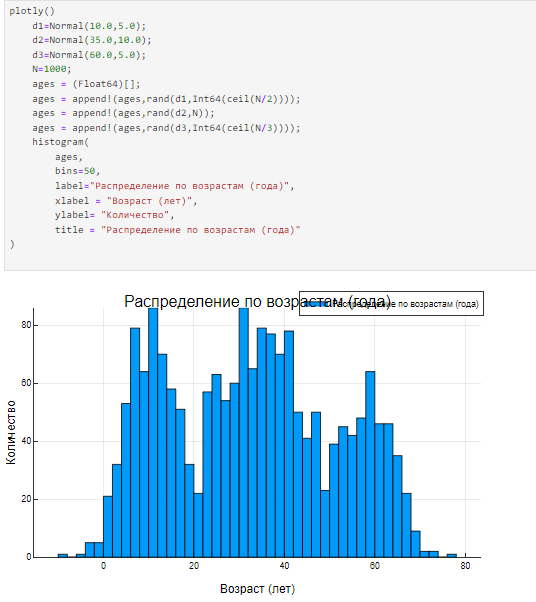 plotly()
d1=Normal(10.0,5.0);
d2=Normal(35.0,10.0);
d3=Normal(60.0,5.0);
N=1000;
ages = (Float64)[];
ages = append!(ages,rand(d1,Int64(ceil(N/2))));
ages = append!(ages,rand(d2,N));
ages = append!(ages,rand(d3,Int64(ceil(N/3))));
histogram(
ages,
bins=50,
label="Распределение по возрастам (года)",
xlabel = "Возраст (лет)",
ylabel= "Количество",
title = "Распределение по возрастам (года)"
)
Распределение по возрастам (года)
Распределение по возрастам (года)
80
60
40
20
0
Количество
0 20 40 60 80
Возраст (лет)